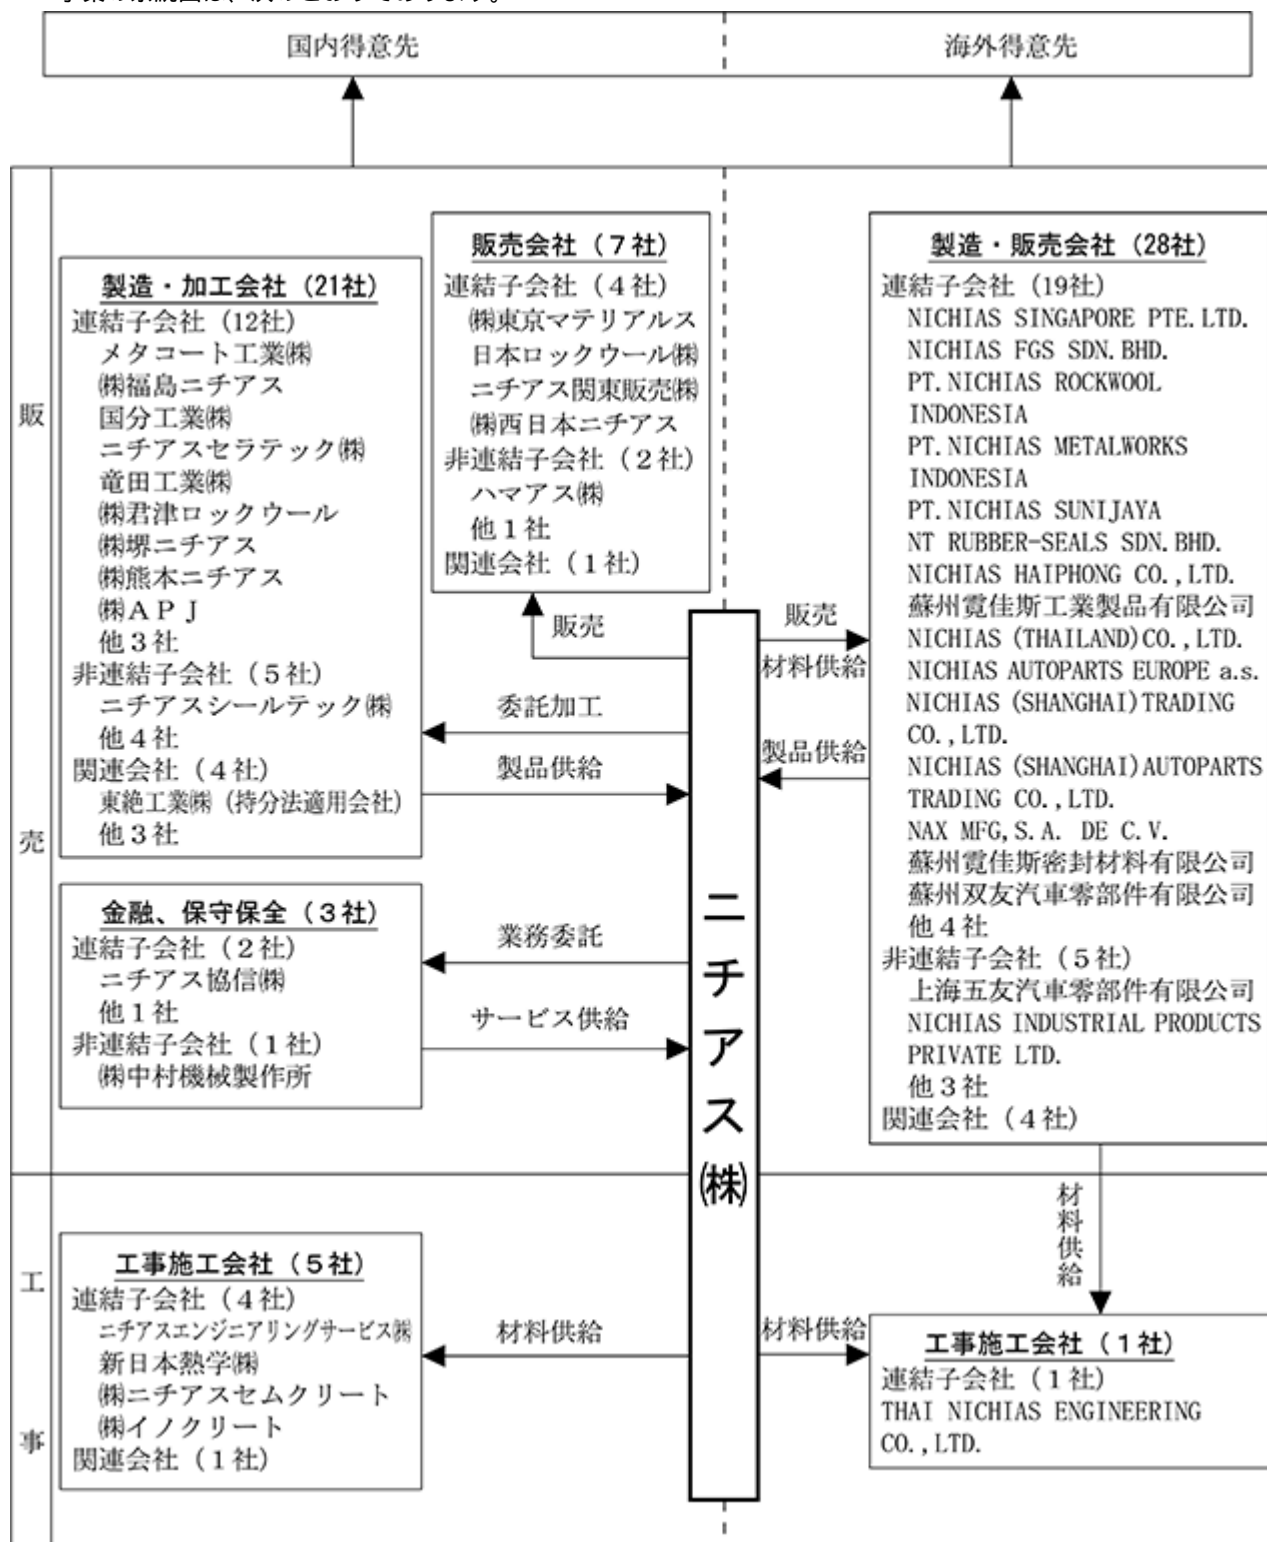 国内得意先
海外得意先
販
売
製造・加工会社（21社）
連結子会社（12社）
メタコート工業㈱
㈱福島ニチアス
国分工業㈱
ニチアスセラテック㈱
竜田工業㈱
㈱君津ロックウール
㈱堺ニチアス
㈱熊本ニチアス
㈱ＡＰＪ
他３社
非連結子会社（５社）
ニチアスシールテック㈱
他４社
関連会社（４社）
東絶工業㈱（持分法適用会社）
他３社
販売会社（７社）
連結子会社（４社）
㈱東京マテリアルス
日本ロックウール㈱
ニチアス関東販売㈱
㈱西日本ニチアス
非連結子会社（２社）
ハマアス㈱
他１社
関連会社（１社）
販売
委託加工
製品供給
金融、保守保全（３社）
連結子会社（２社）
ニチアス協信㈱
他１社
非連結子会社（１社）
㈱中村機械製作所
業務委託
サービス供給
ニチアス㈱
販売
材料供給
製品供給
製造・販売会社（28社）
連結子会社（19社）
NICHIAS SINGAPORE PTE.LTD.
NICHIAS FGS SDN.BHD.
PT.NICHIAS ROCKWOOL
INDONESIA
PT.NICHIAS METALWORKS
INDONESIA
PT.NICHIAS SUNIJAYA
NT RUBBER-SEALS SDN.BHD.
NICHIAS HAIPHONG CO.,LTD.
蘇州霓佳斯工業製品有限公司
NICHIAS (THAILAND)CO.,LTD.
NICHIAS AUTOPARTS EUROPE a.s.
NICHIAS (SHANGHAI)TRADING
CO.,LTD.
NICHIAS (SHANGHAI)AUTOPARTS
TRADING CO.,LTD.
NAX MFG,S.A. DE C.V.
蘇州霓佳斯密封材料有限公司
蘇州双友汽車零部件有限公司
他４社
非連結子会社（５社）
上海五友汽車零部件有限公司
NICHIAS INDUSTRIAL PRODUCTS
PRIVATE LTD.
他３社
関連会社（４社）
材料供給
工
事
工事施工会社（５社）
連結子会社（４社）
ニチアスエンジニアリングサービス㈱
新日本熱学㈱
㈱ニチアスセムクリート
㈱イノクリート
関連会社（１社）
材料供給
材料供給
工事施工会社（１社）
連結子会社（１社）
THAI NICHIAS ENGINEERING
CO.,LTD.